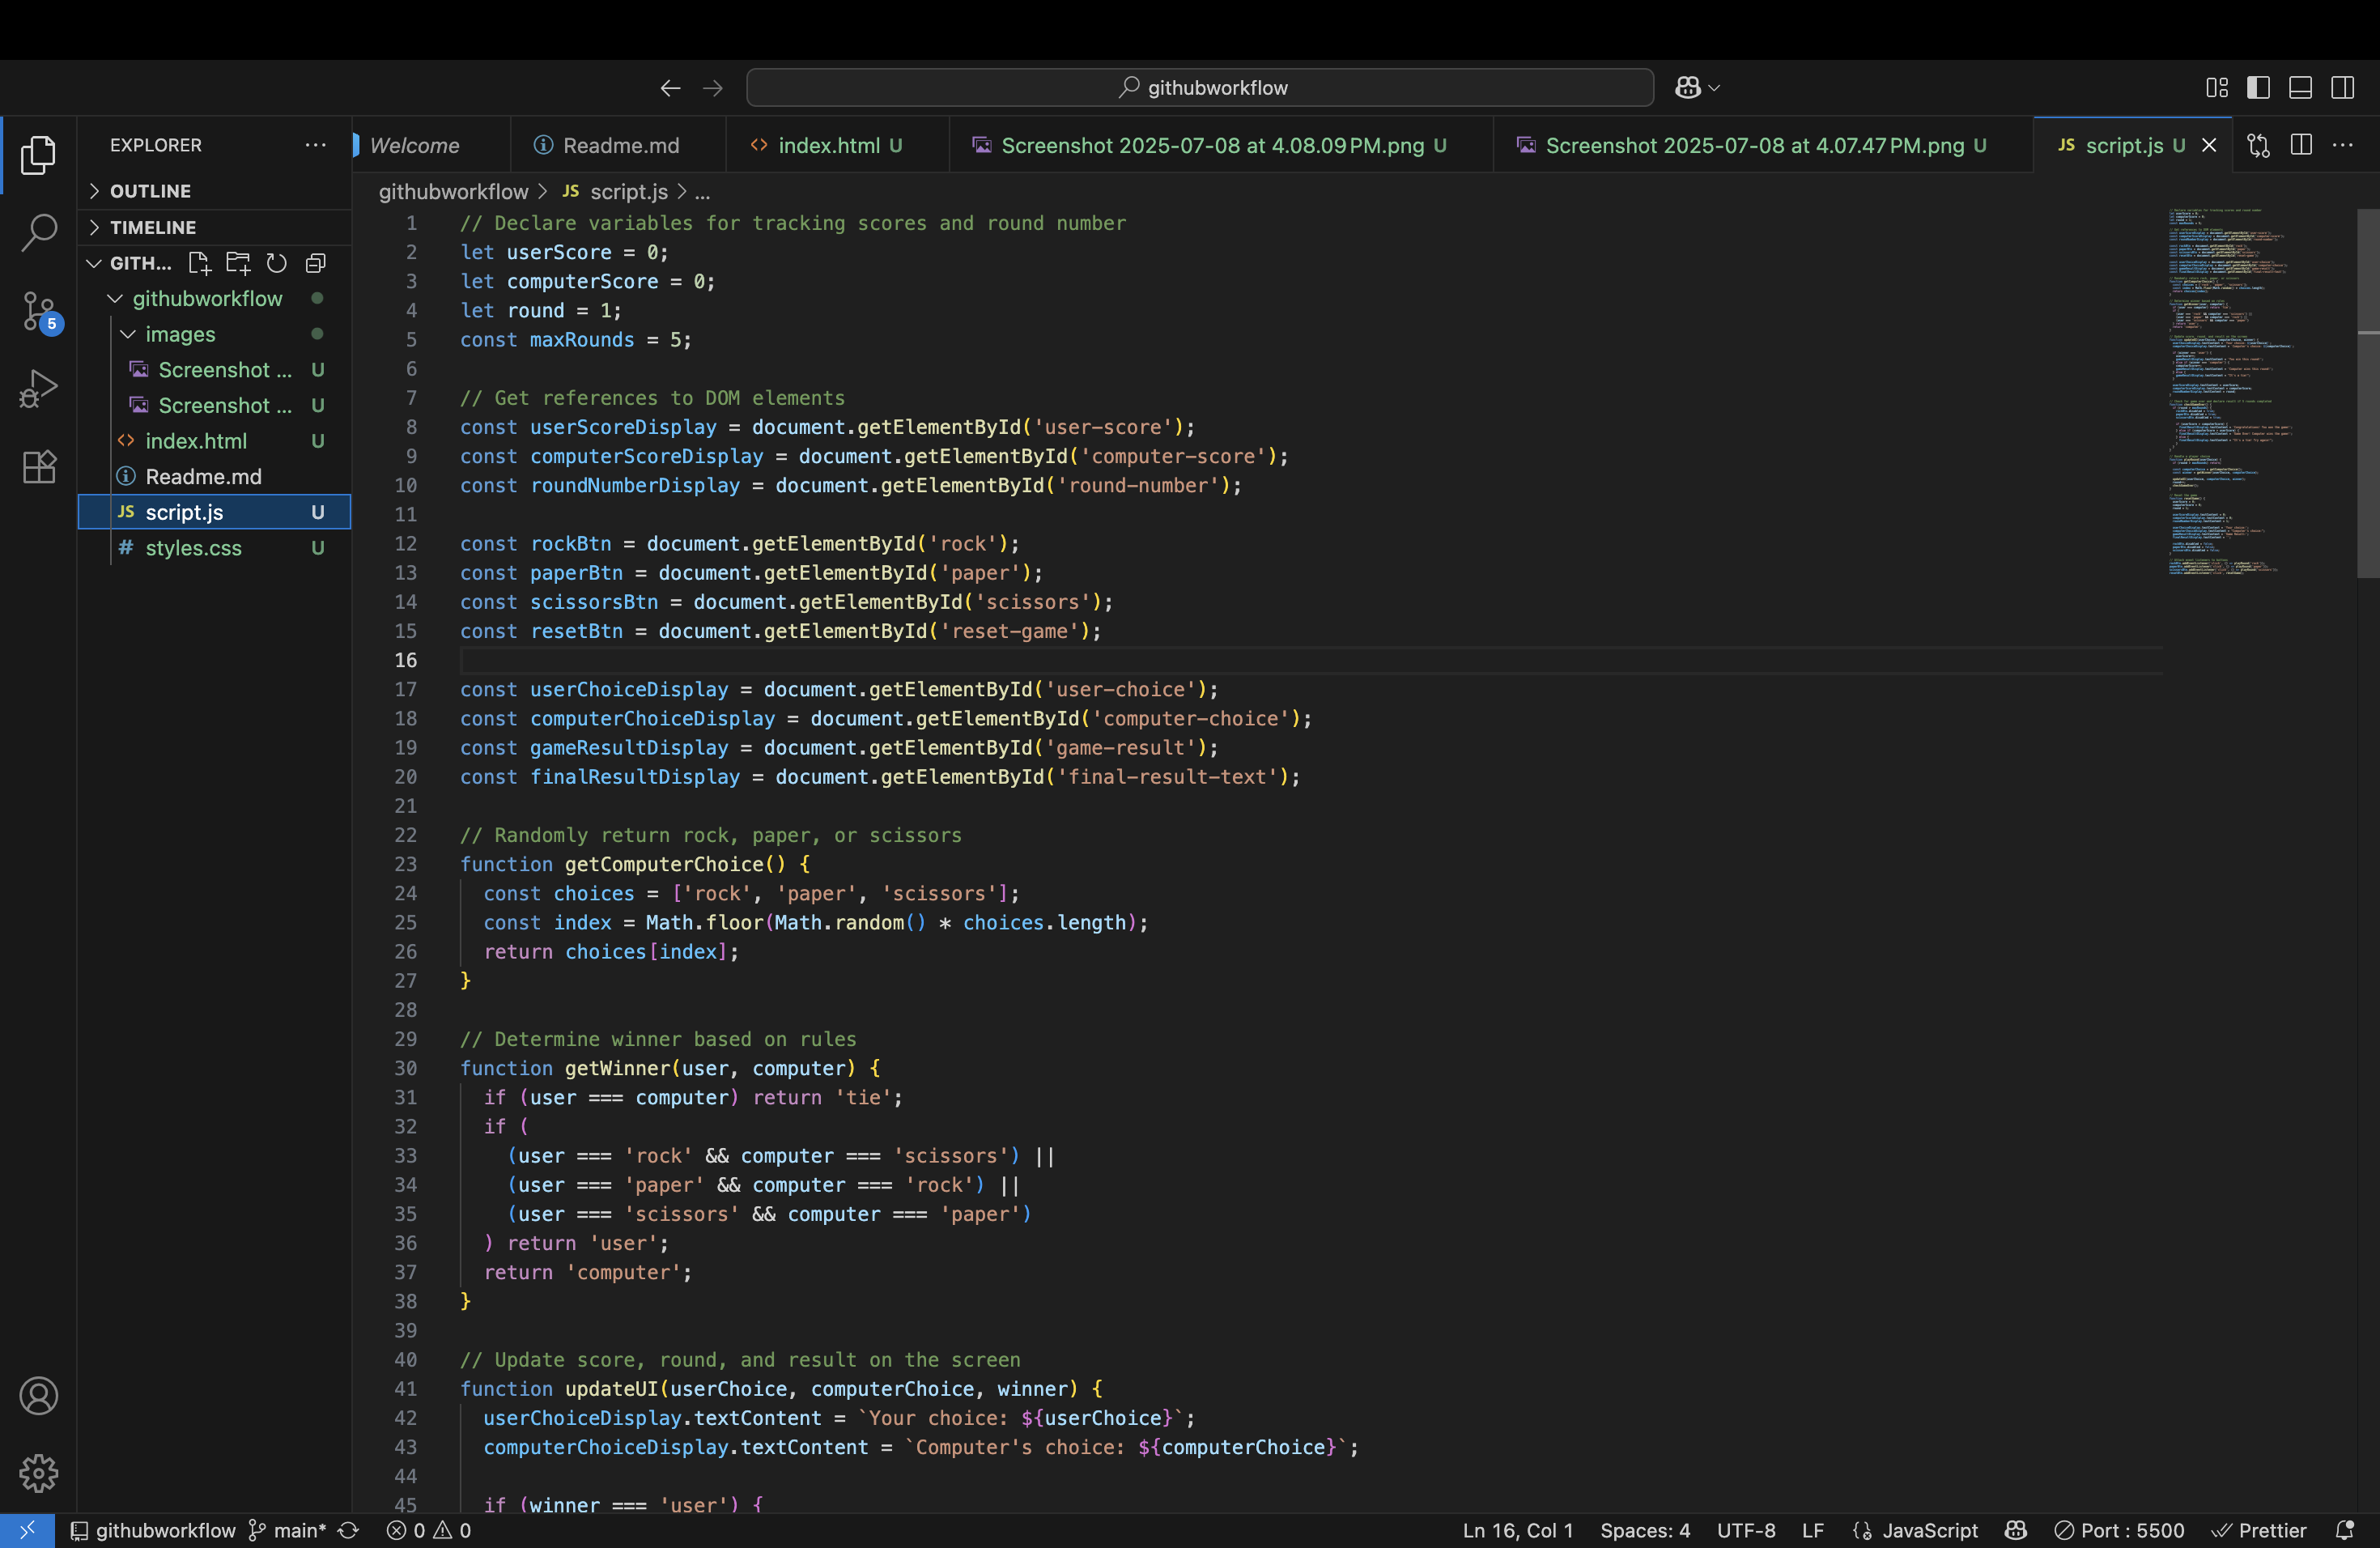 githubworkflow
EXPLORER
OUTLINE
TIMELINE
GITH...
githubworkflow
images
Screenshot ... U
Screenshot ... U
index.html U
Readme.md
JS script.js U
# styles.css U
5
Welcome
Readme.md
index.html U
Screenshot 2025-07-08 at 4.08.09 PM.png U
Screenshot 2025-07-08 at 4.07.47 PM.png U
JS script.js U
githubworkflow > JS script.js > ...
1 // Declare variables for tracking scores and round number
2 let userScore = 0;
3 let computerScore = 0;
4 let round = 1;
5 const maxRounds = 5;
6
7 // Get references to DOM elements
8 const userScoreDisplay = document.getElementById('user-score');
9 const computerScoreDisplay = document.getElementById('computer-score');
10 const roundNumberDisplay = document.getElementById('round-number');
11
12 const rockBtn = document.getElementById('rock');
13 const paperBtn = document.getElementById('paper');
14 const scissorsBtn = document.getElementById('scissors');
15 const resetBtn = document.getElementById('reset-game');
16
17 const userChoiceDisplay = document.getElementById('user-choice');
18 const computerChoiceDisplay = document.getElementById('computer-choice');
19 const gameResultDisplay = document.getElementById('game-result');
20 const finalResultDisplay = document.getElementById('final-result-text');
21
22 // Randomly return rock, paper, or scissors
23 function getComputerChoice() {
24 const choices = ['rock', 'paper', 'scissors'];
25 const index = Math.floor(Math.random() * choices.length);
26 return choices[index];
27 }
28
29 // Determine winner based on rules
30 function getWinner(user, computer) {
31 if (user === computer) return 'tie';
32 if (
33 (user === 'rock' && computer === 'scissors') ||
34 (user === 'paper' && computer === 'rock') ||
35 (user === 'scissors' && computer === 'paper')
36 ) return 'user';
37 return 'computer';
38 }
39
40 // Update score, round, and result on the screen
41 function updateUI(userChoice, computerChoice, winner) {
42 userChoiceDisplay.textContent = `Your choice: ${userChoice}`;
43 computerChoiceDisplay.textContent = `Computer's choice: ${computerChoice}`;
44
45 if (winner === 'user') {
githubworkflow main* 0 0
Ln 16, Col 1 Spaces: 4 UTF-8 LF JavaScript Port : 5500 Prettier